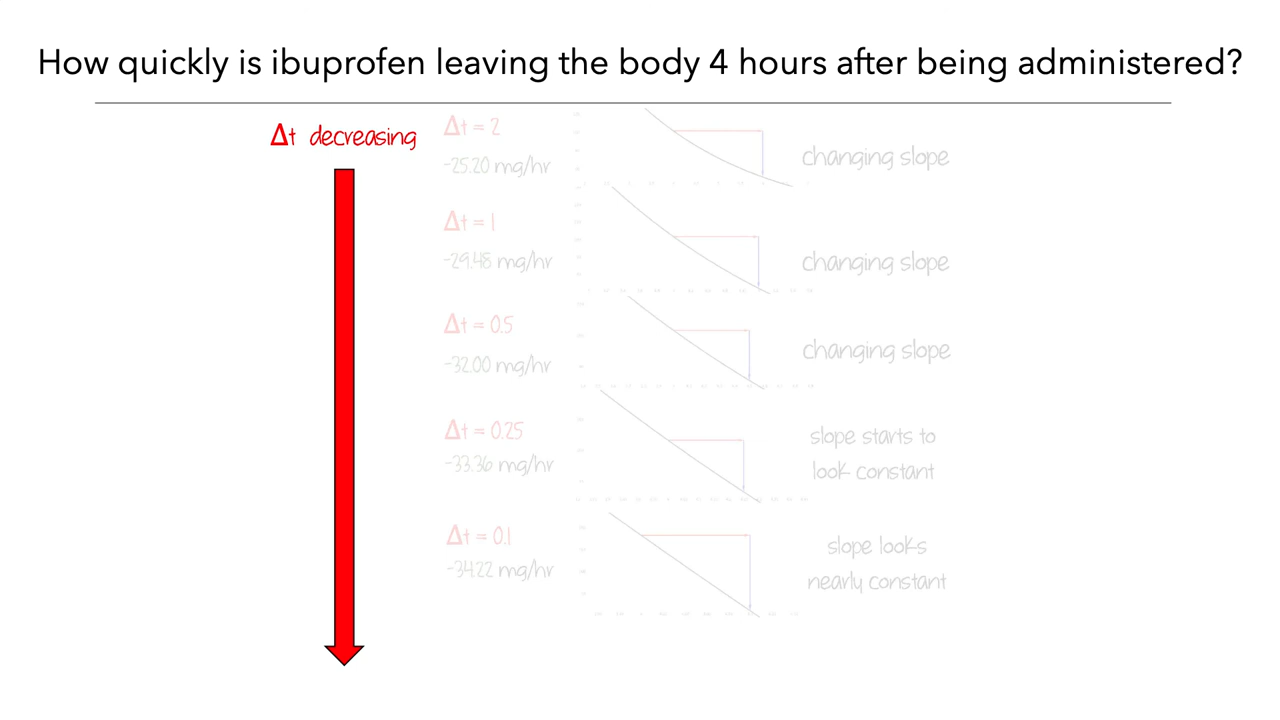 How quickly is ibuprofen leaving the body 4 hours after being administered?
Δt decreasing
Δt = 2
-25.20 mg/hr
changing slope
Δt = 1
-29.48 mg/hr
changing slope
Δt = 0.5
-32.00 mg/hr
changing slope
Δt = 0.25
-33.36 mg/hr
slope starts to
look constant
Δt = 0.1
-34.22 mg/hr
slope looks
nearly constant